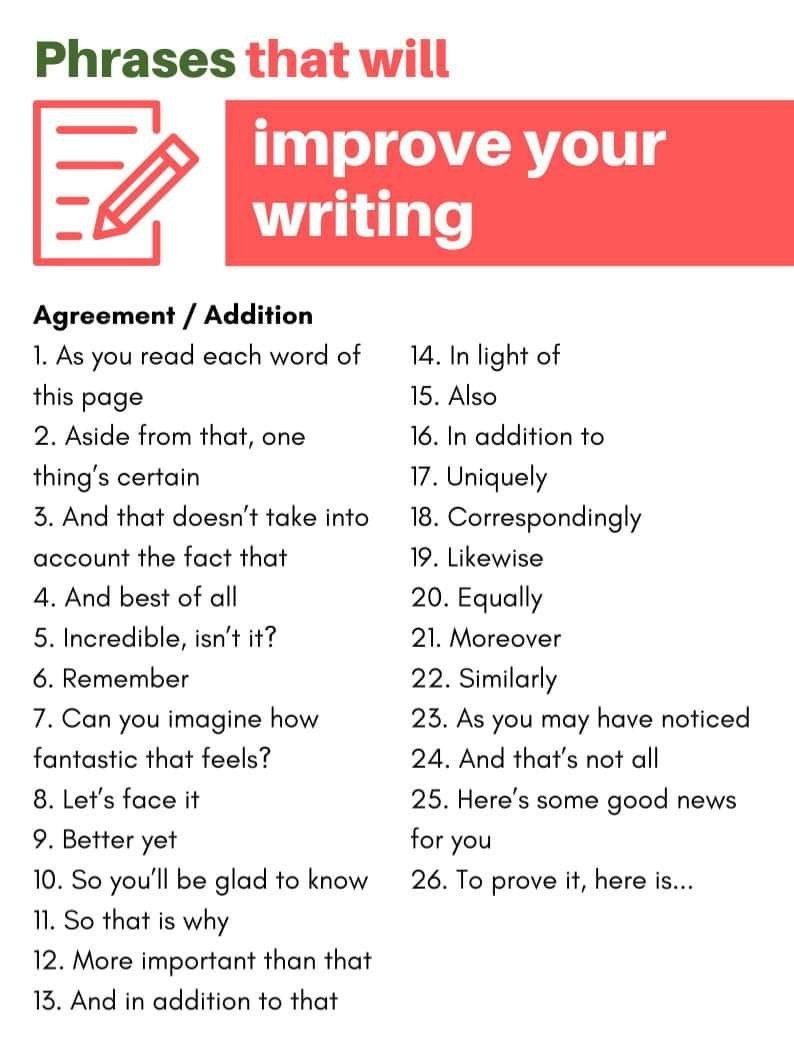 Phrases that will
improve your
writing
Agreement / Addition
1. As you read each word of
this page
2. Aside from that, one
thing's certain
3. And that doesn't take into
account the fact that
4. And best of all
5. Incredible, isn't it?
6. Remember
7. Can you imagine how
fantastic that feels?
8. Let's face it
9. Better yet
10. So you'll be glad to know
11. So that is why
12. More important than that
13. And in addition to that
14. In light of
15. Also
16. In addition to
17. Uniquely
18. Correspondingly
19. Likewise
20. Equally
21. Moreover
22. Similarly
23. As you may have noticed
24. And that's not all
25. Here's some good news
for you
26. To prove it, here is...